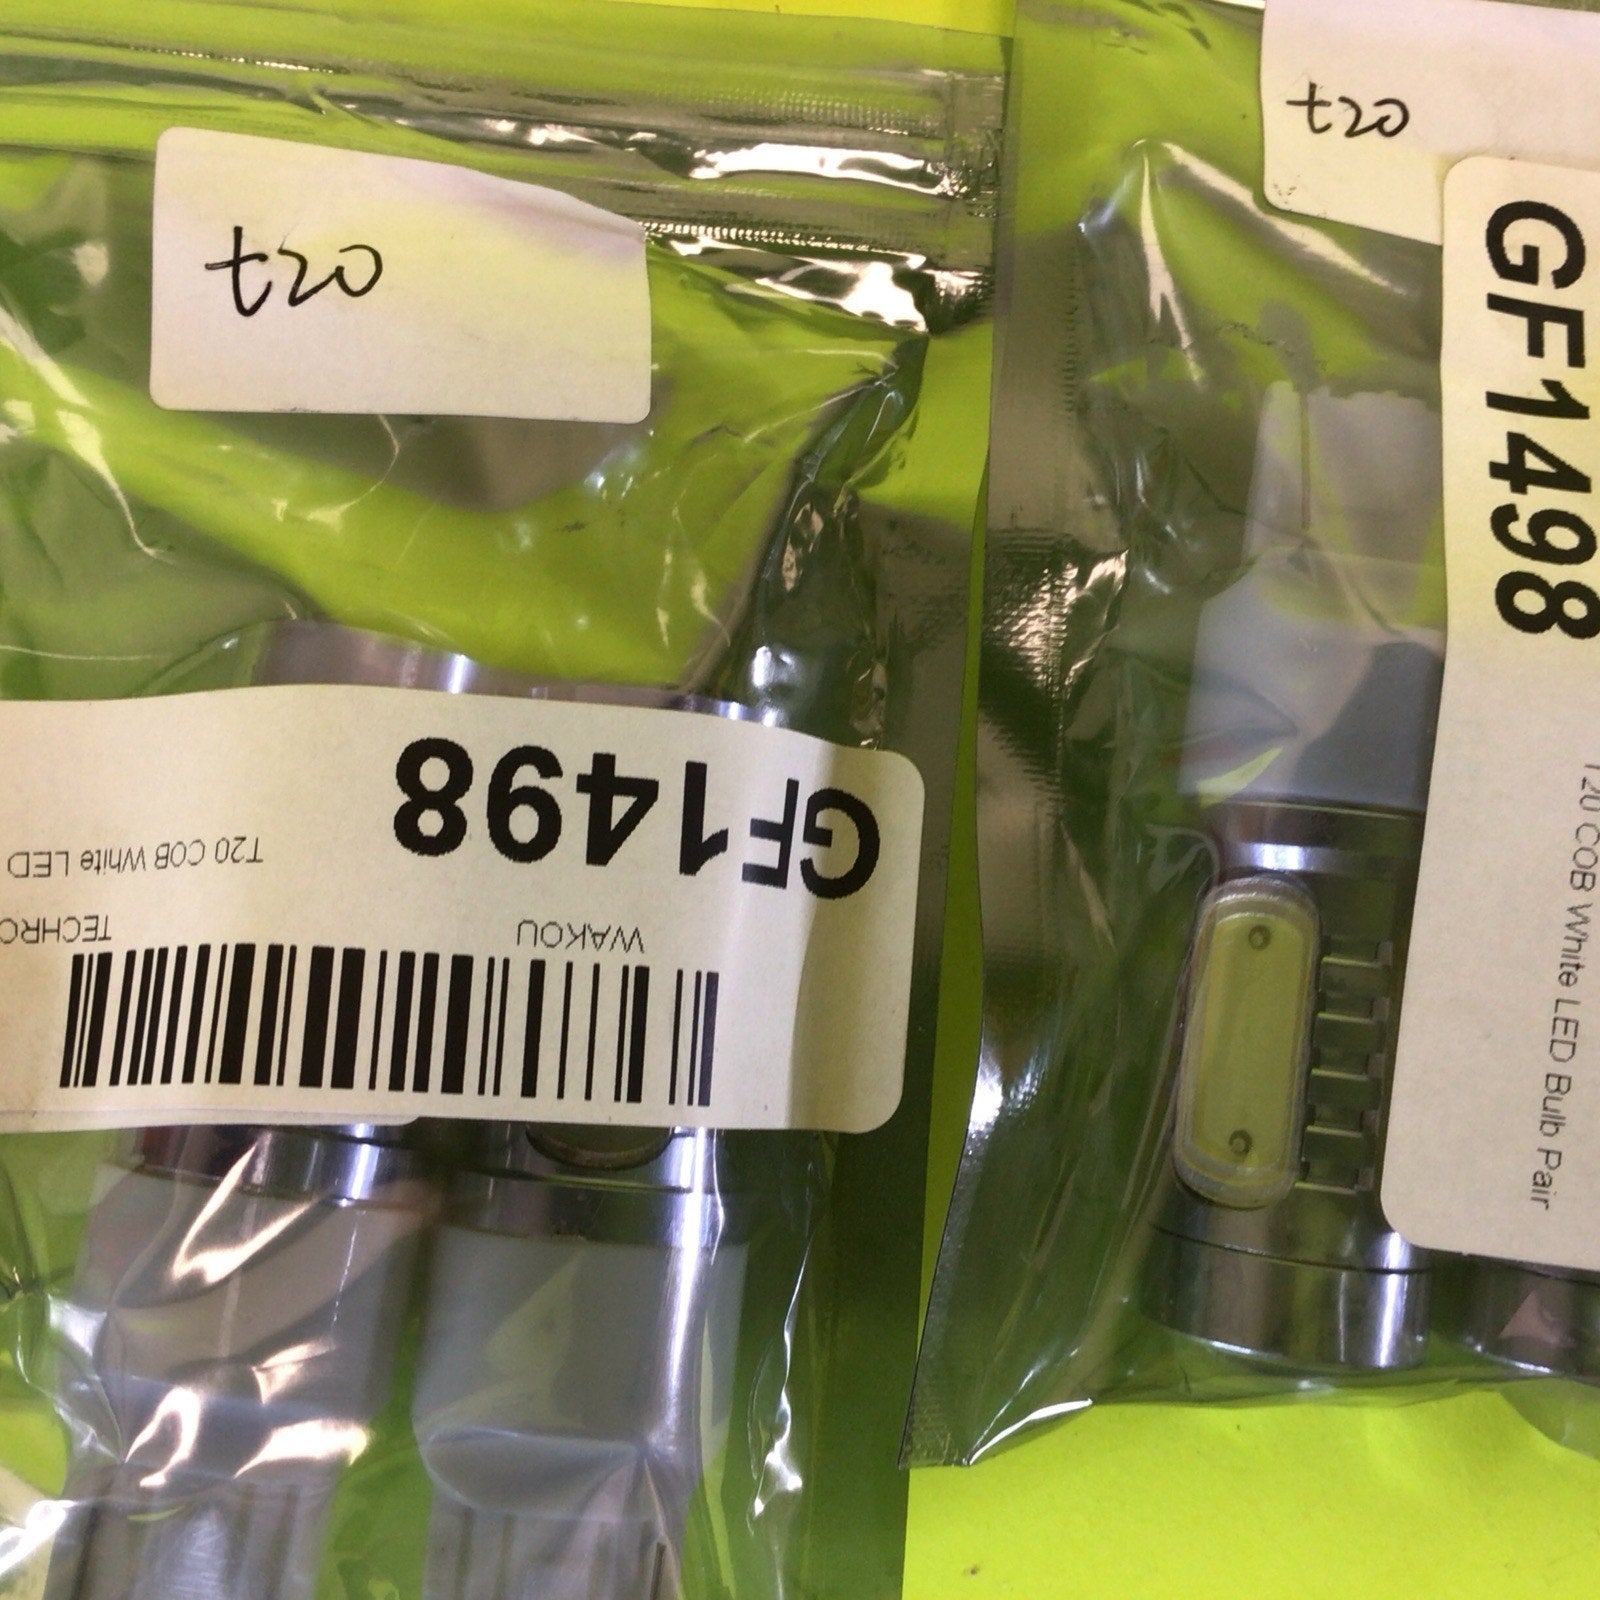 t20
GF1498
T20 COB White LED
WAKOU
TECHRO
t20
GF1498
T20 COB White LED Bulb Pair